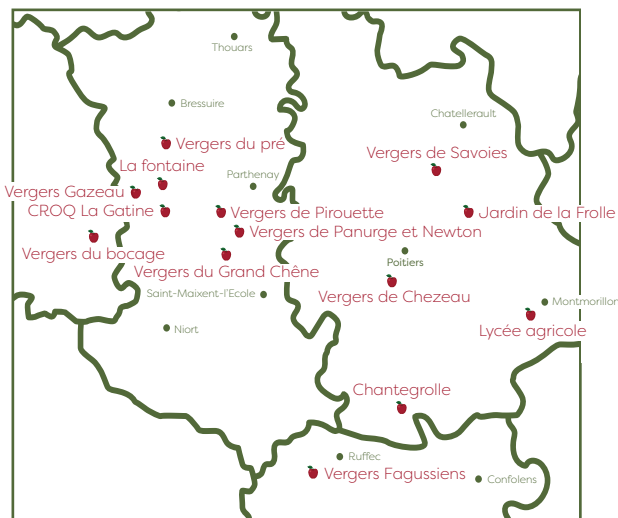 Thouars
Bressuire
Chatellerault
Vergers du pré
Vergers de Savoies
La fontaine
Parthenay
Vergers Gazeau
CROQ La Gatine
Vergers de Pirouette
Jardin de la Frolle
Vergers de Panurge et Newton
Vergers du bocage
Poitiers
Vergers du Grand Chêne
Saint-Maixent-l'Ecole
Vergers de Chezeau
Montmorillon
Niort
Lycée agricole
Chantegrolle
Ruffec
Vergers Fagussiens
Confolens